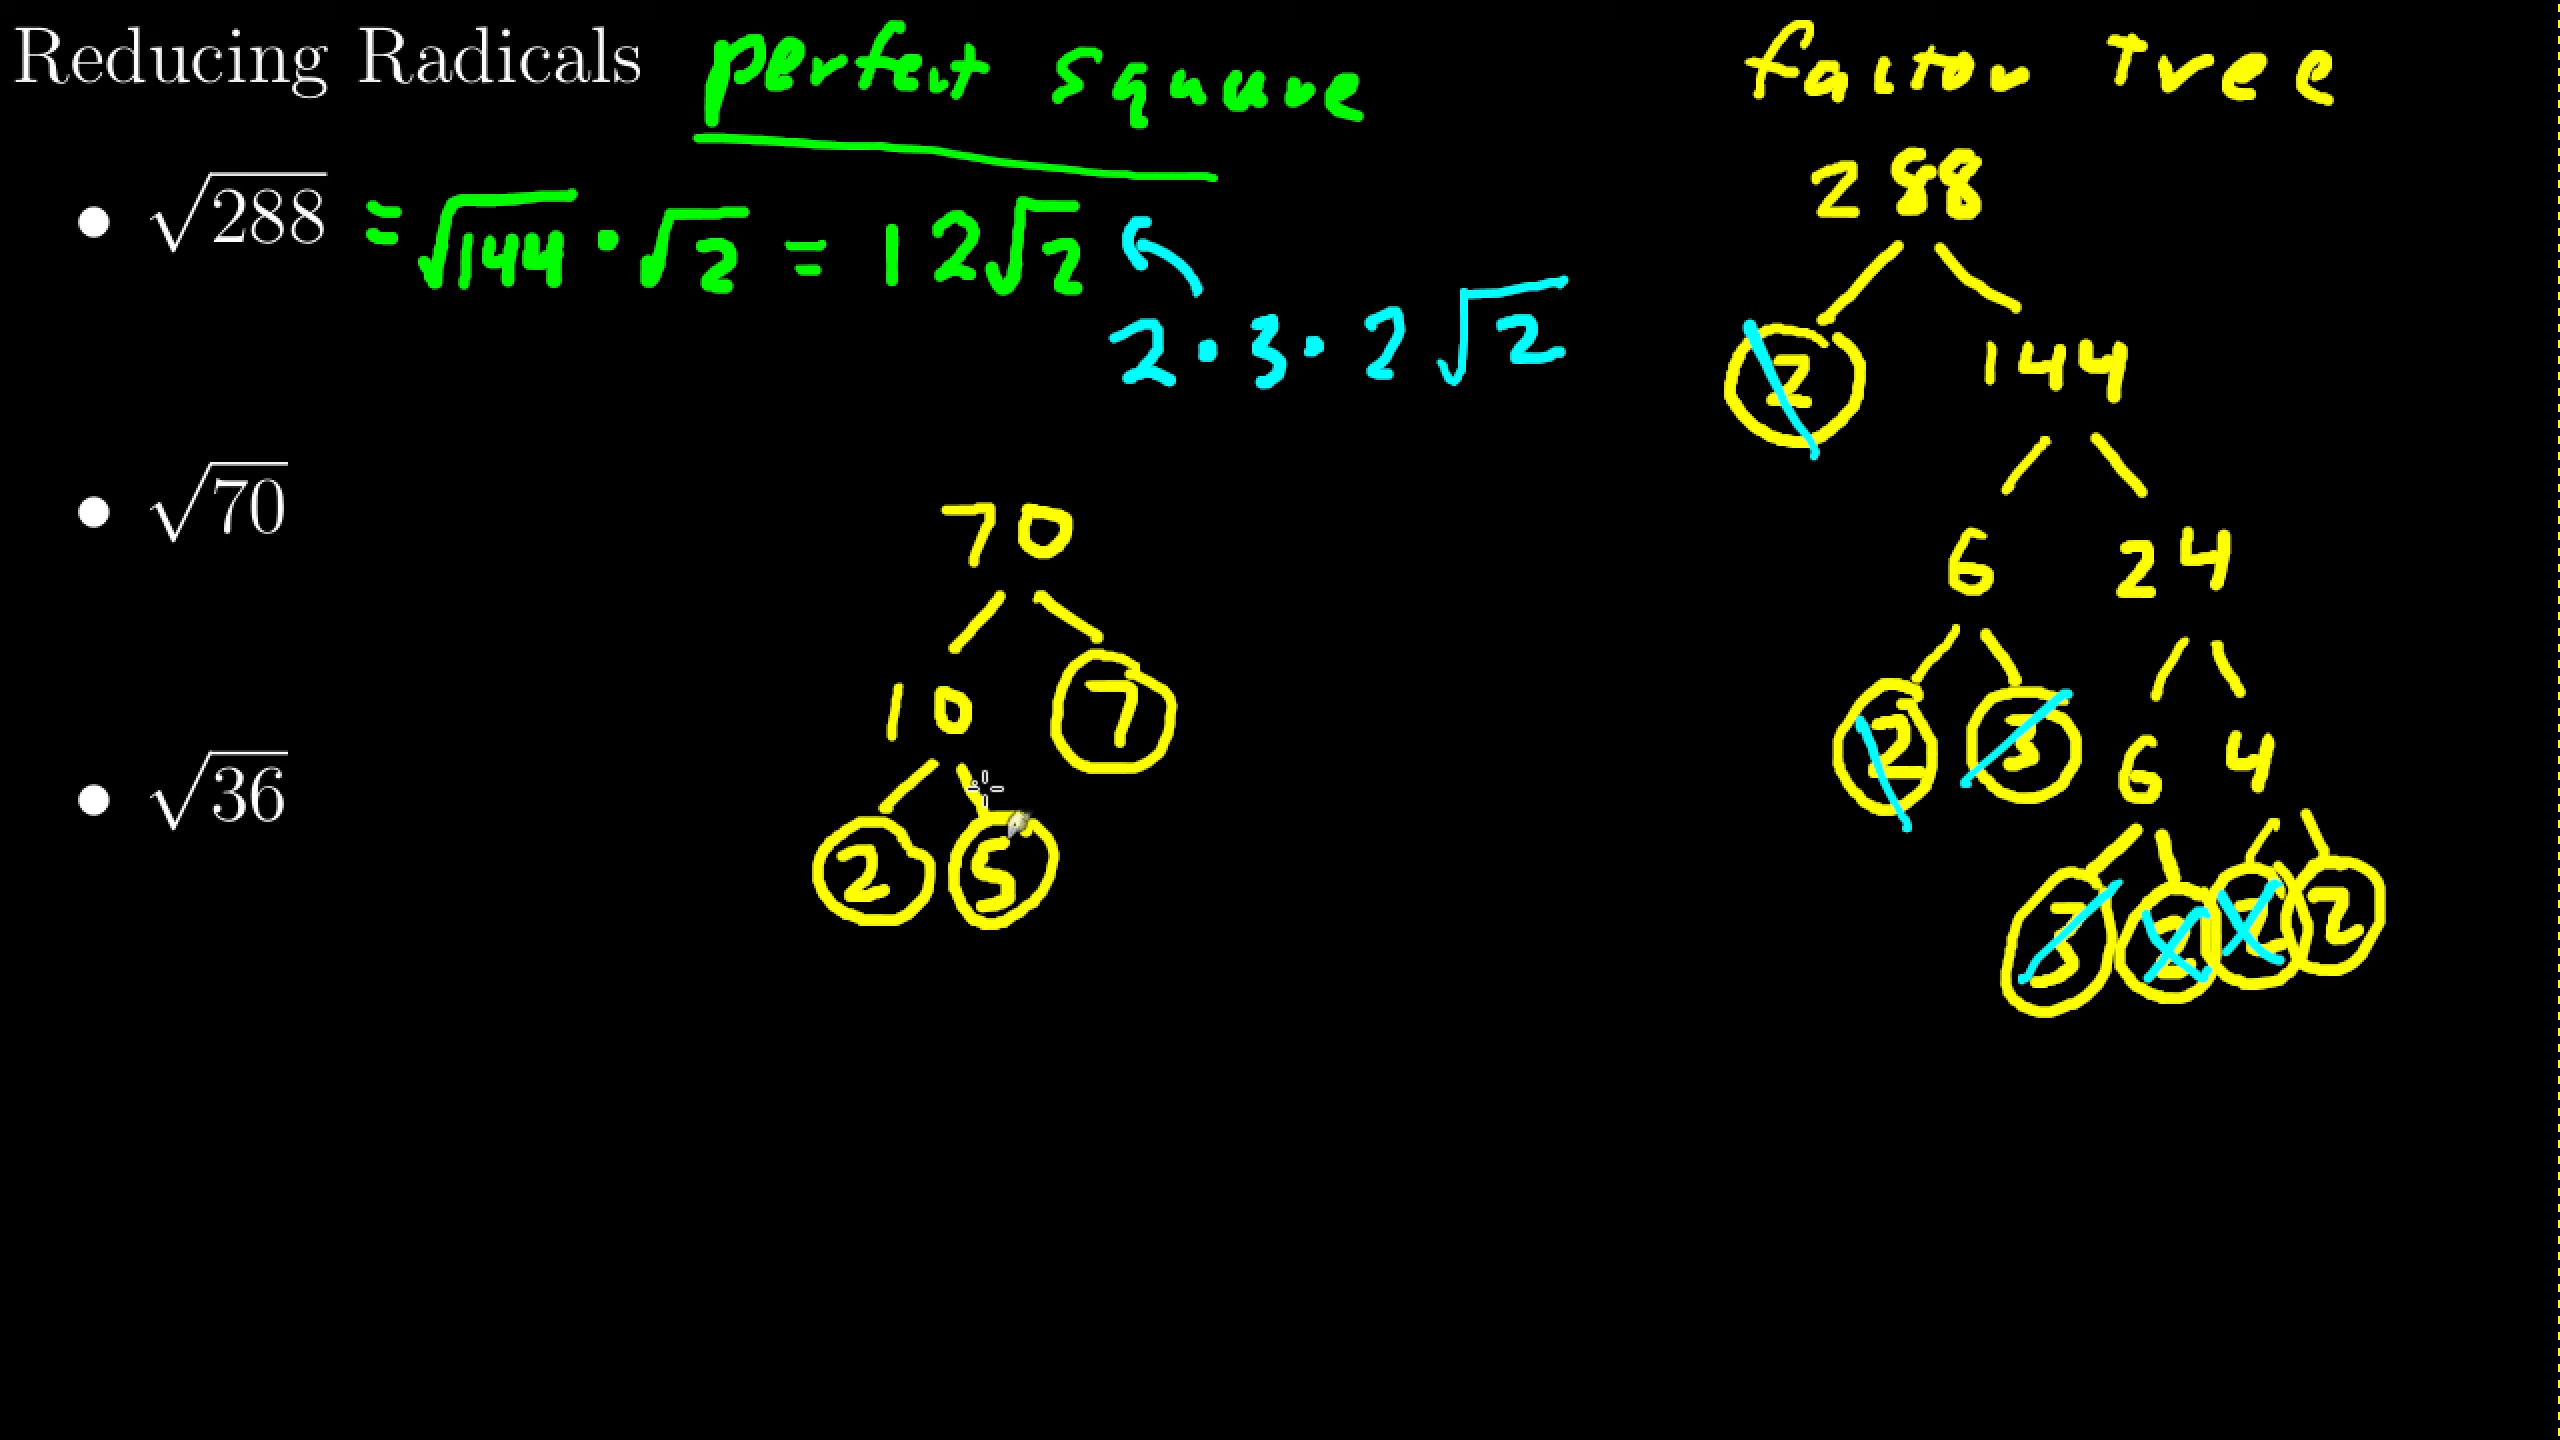 Reducing Radicals perfect square
factor Tree
• √288 = √144 · √2 = 12√2
2 · 3 · 2 √2
288
2 144
6 24
2 3 6 4
3 2 2 2
• √70
70
10 7
2 5
• √36